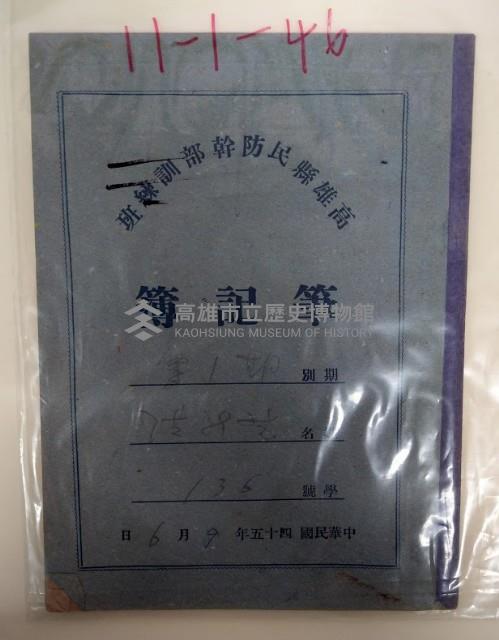 11-1-46
高雄縣民防幹部訓練班
筆記簿
高雄市立歷史博物館
KAOHSIUNG MUSEUM OF HISTORY
期別 第1期
名
學號 136
中華民國四十五年9月6日